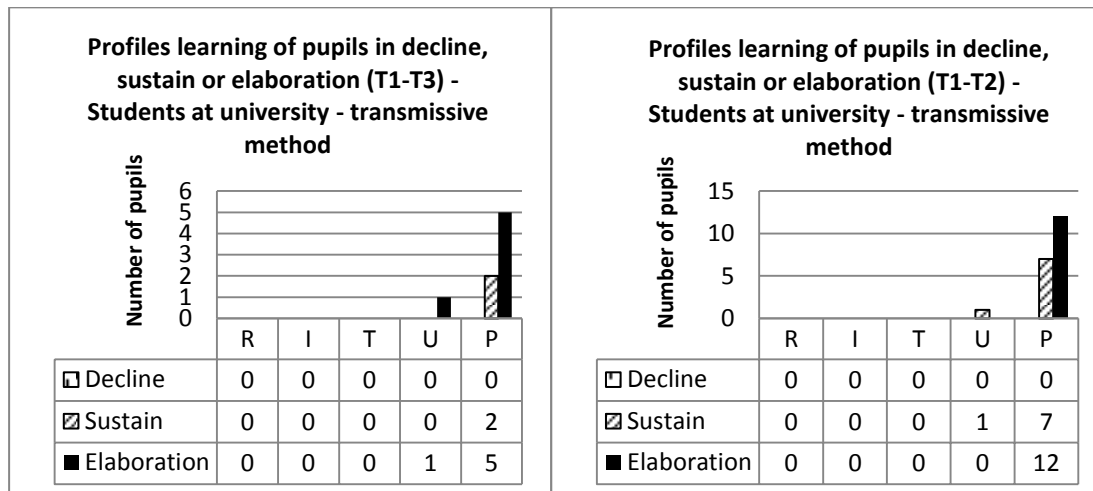 Profiles learning of pupils in decline,
sustain or elaboration (T1-T3) -
Students at university - transmissive
method
Number of pupils
6
5
4
3
2
1
0
R I T U P
Decline 0 0 0 0 0
Sustain 0 0 0 0 2
Elaboration 0 0 0 1 5
Profiles learning of pupils in decline,
sustain or elaboration (T1-T2) -
Students at university - transmissive
method
Number of pupils
15
10
5
0
R I T U P
Decline 0 0 0 0 0
Sustain 0 0 0 1 7
Elaboration 0 0 0 0 12